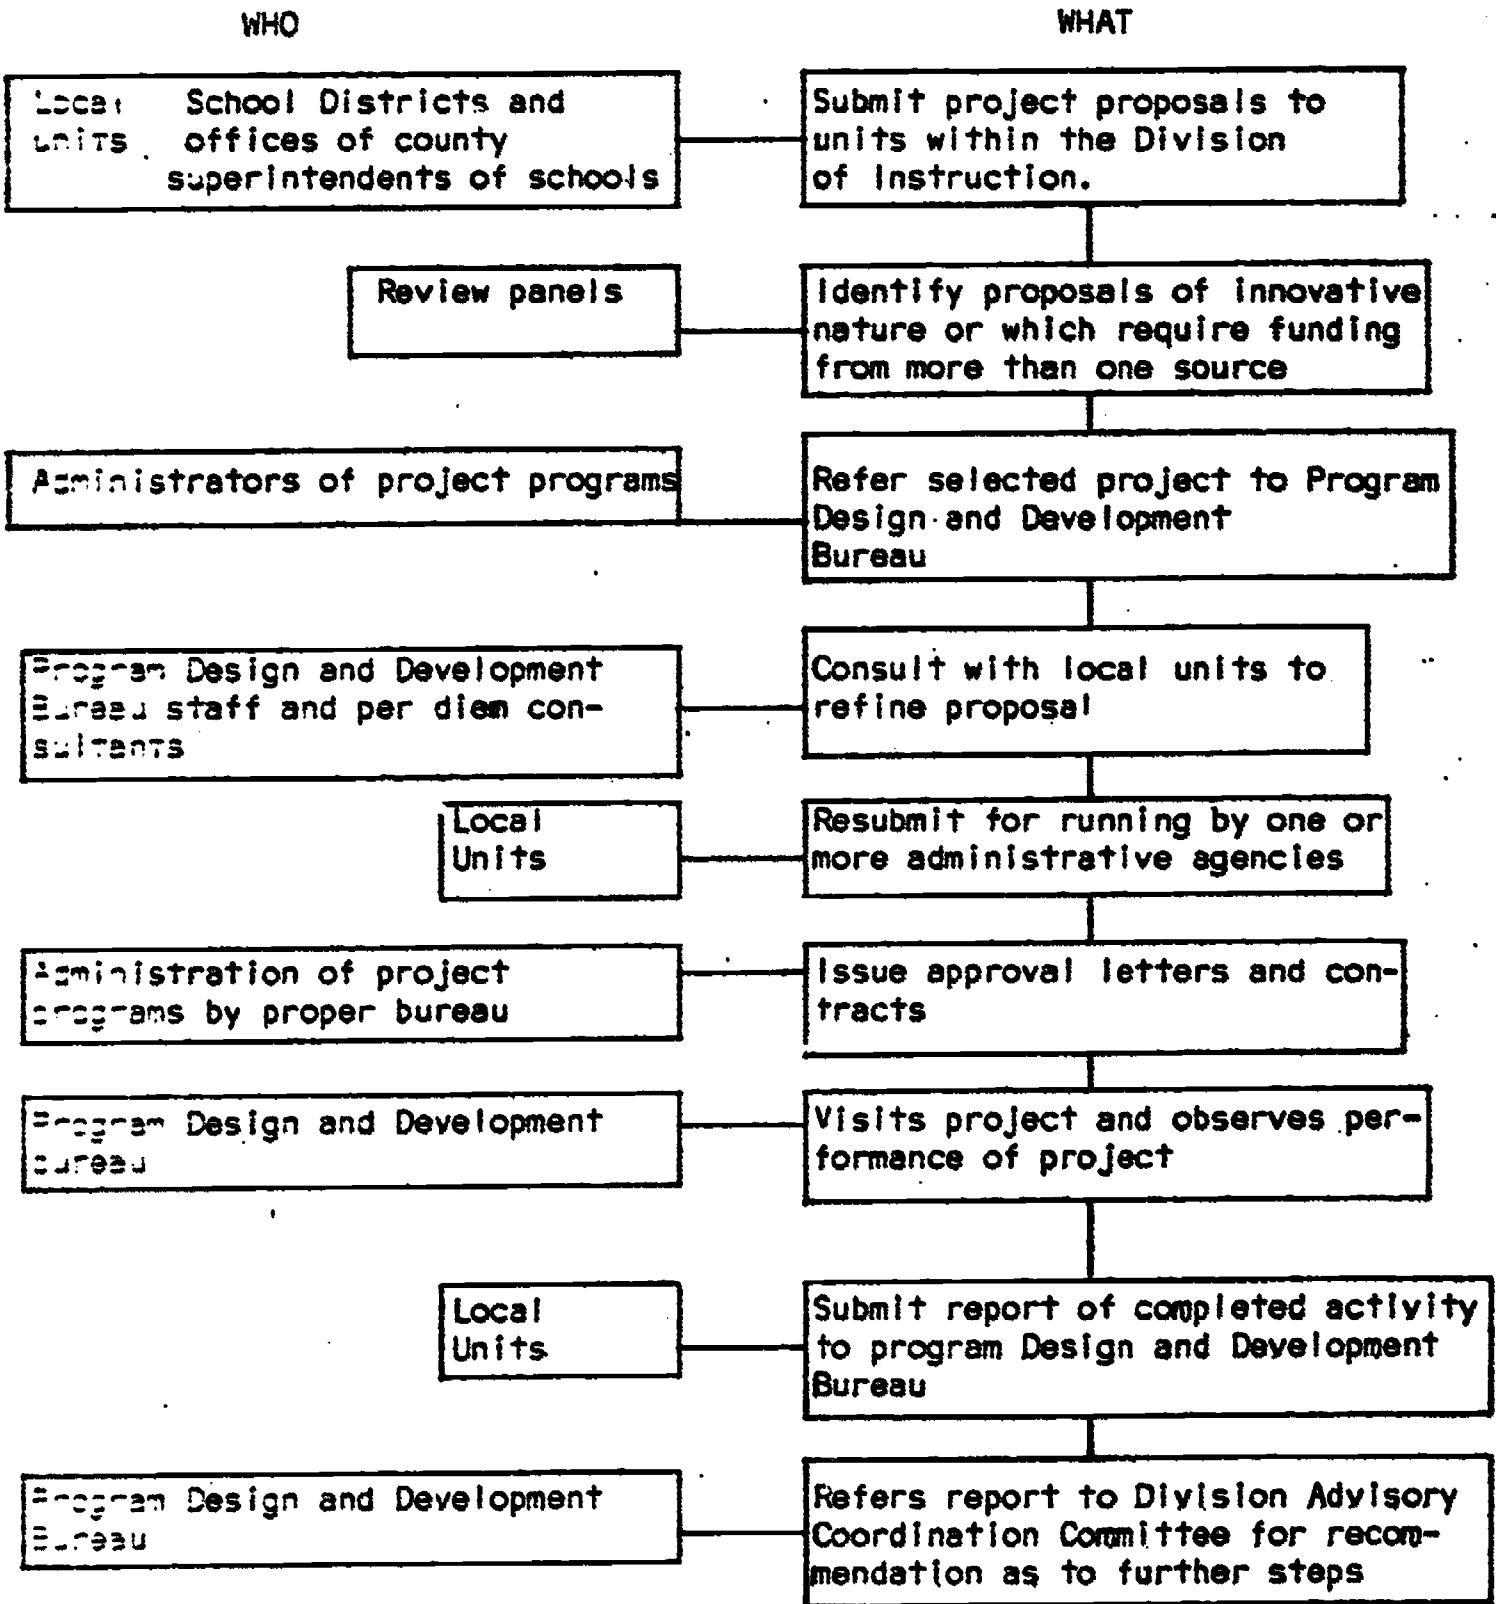 WHO
WHAT
Local School Districts and
units offices of county
superintendents of schools
Submit project proposals to
units within the Division
of Instruction.
Review panels
Identify proposals of innovative
nature or which require funding
from more than one source
Administrators of project programs
Refer selected project to Program
Design and Development
Bureau
Program Design and Development
Bureau staff and per diem con-
sultants
Consult with local units to
refine proposal
Local
Units
Resubmit for running by one or
more administrative agencies
Administration of project
programs by proper bureau
Issue approval letters and con-
tracts
Program Design and Development
bureau
Visits project and observes per-
formance of project
Local
Units
Submit report of completed activity
to program Design and Development
Bureau
Program Design and Development
Bureau
Refers report to Division Advisory
Coordination Committee for recom-
mendation as to further steps